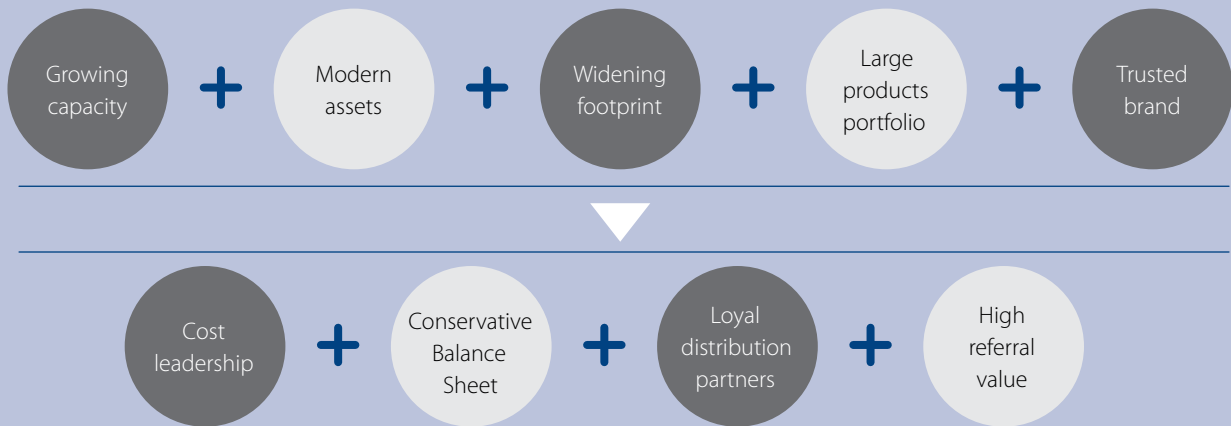 Growing
capacity
+
Modern
assets
+
Widening
footprint
+
Large
products
portfolio
+
Trusted
brand
Cost
leadership
+
Conservative
Balance
Sheet
+
Loyal
distribution
partners
+
High
referral
value